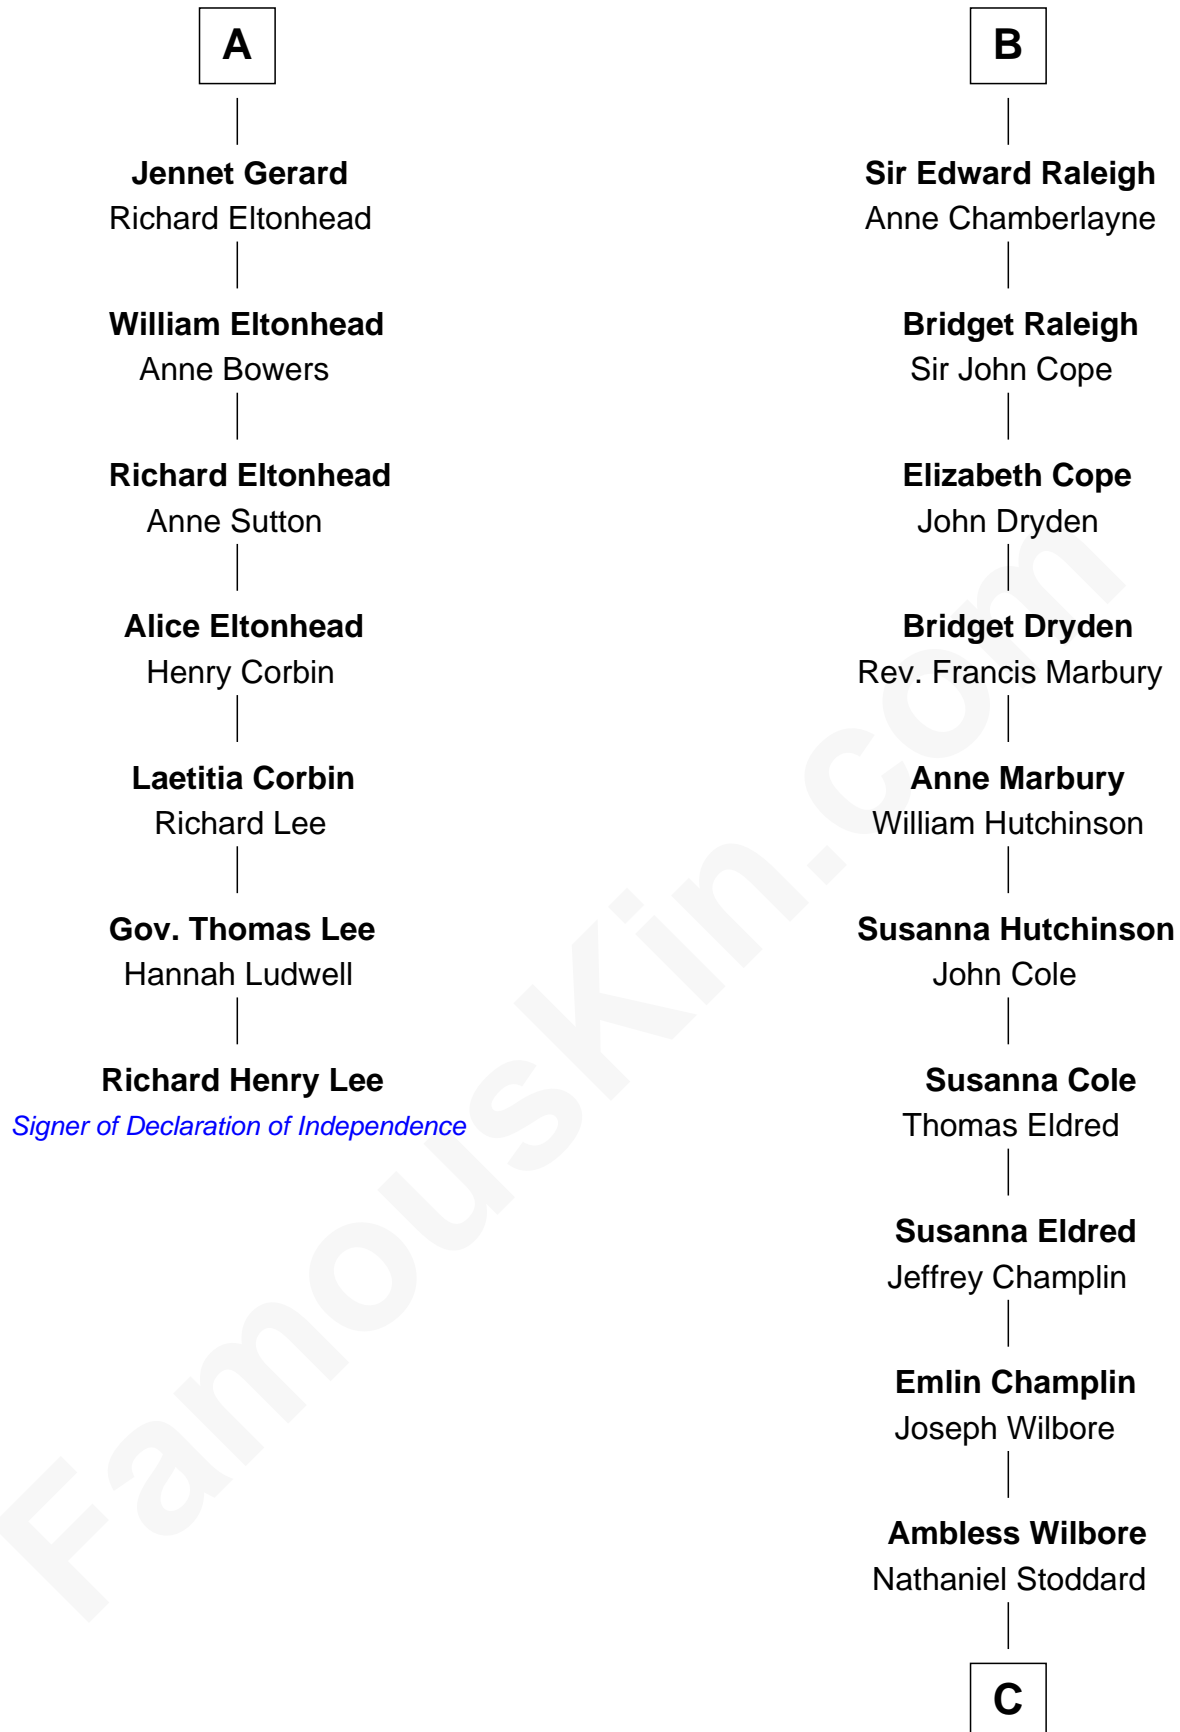 A
Jennet Gerard
Richard Eltonhead
William Eltonhead
Anne Bowers
Richard Eltonhead
Anne Sutton
Alice Eltonhead
Henry Corbin
Laetitia Corbin
Richard Lee
Gov. Thomas Lee
Hannah Ludwell
Richard Henry Lee
Signer of Declaration of Independence
B
Sir Edward Raleigh
Anne Chamberlayne
Bridget Raleigh
Sir John Cope
Elizabeth Cope
John Dryden
Bridget Dryden
Rev. Francis Marbury
Anne Marbury
William Hutchinson
Susanna Hutchinson
John Cole
Susanna Cole
Thomas Eldred
Susanna Eldred
Jeffrey Champlin
Emlin Champlin
Joseph Wilbore
Ambless Wilbore
Nathaniel Stoddard
C
FamousKin.com